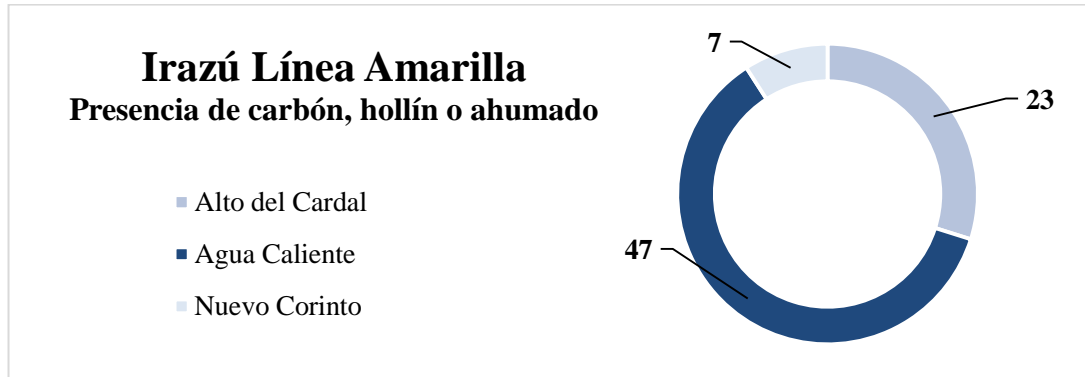 Irazú Línea Amarilla
Presencia de carbón, hollín o ahumado
Alto del Cardal
Agua Caliente
Nuevo Corinto
7
23
47